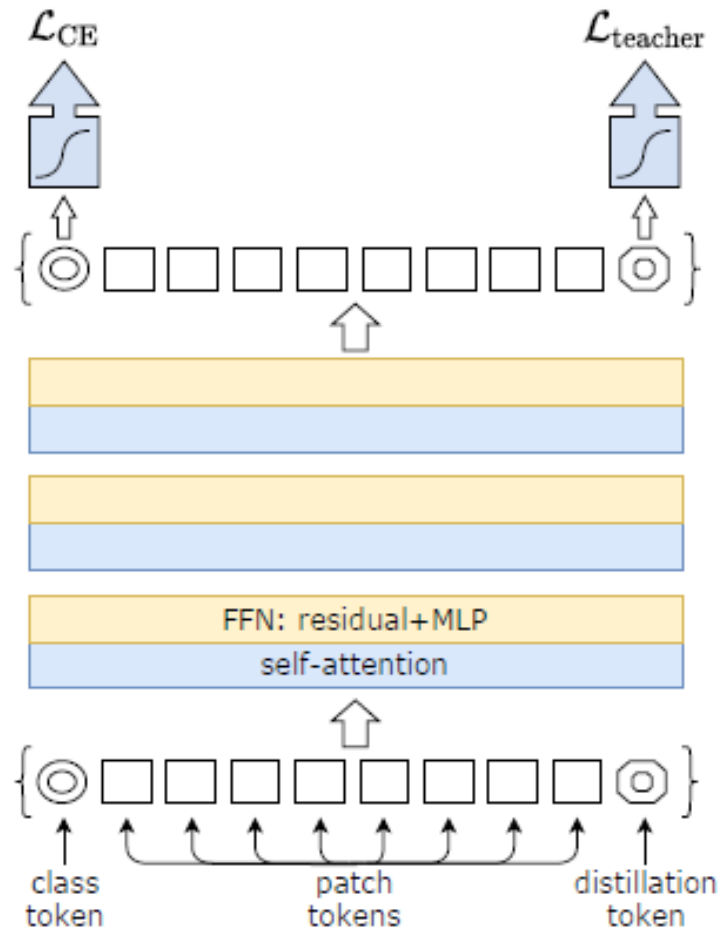 ℒCE
ℒteacher
FFN: residual+MLP
self-attention
class token
patch tokens
distillation token